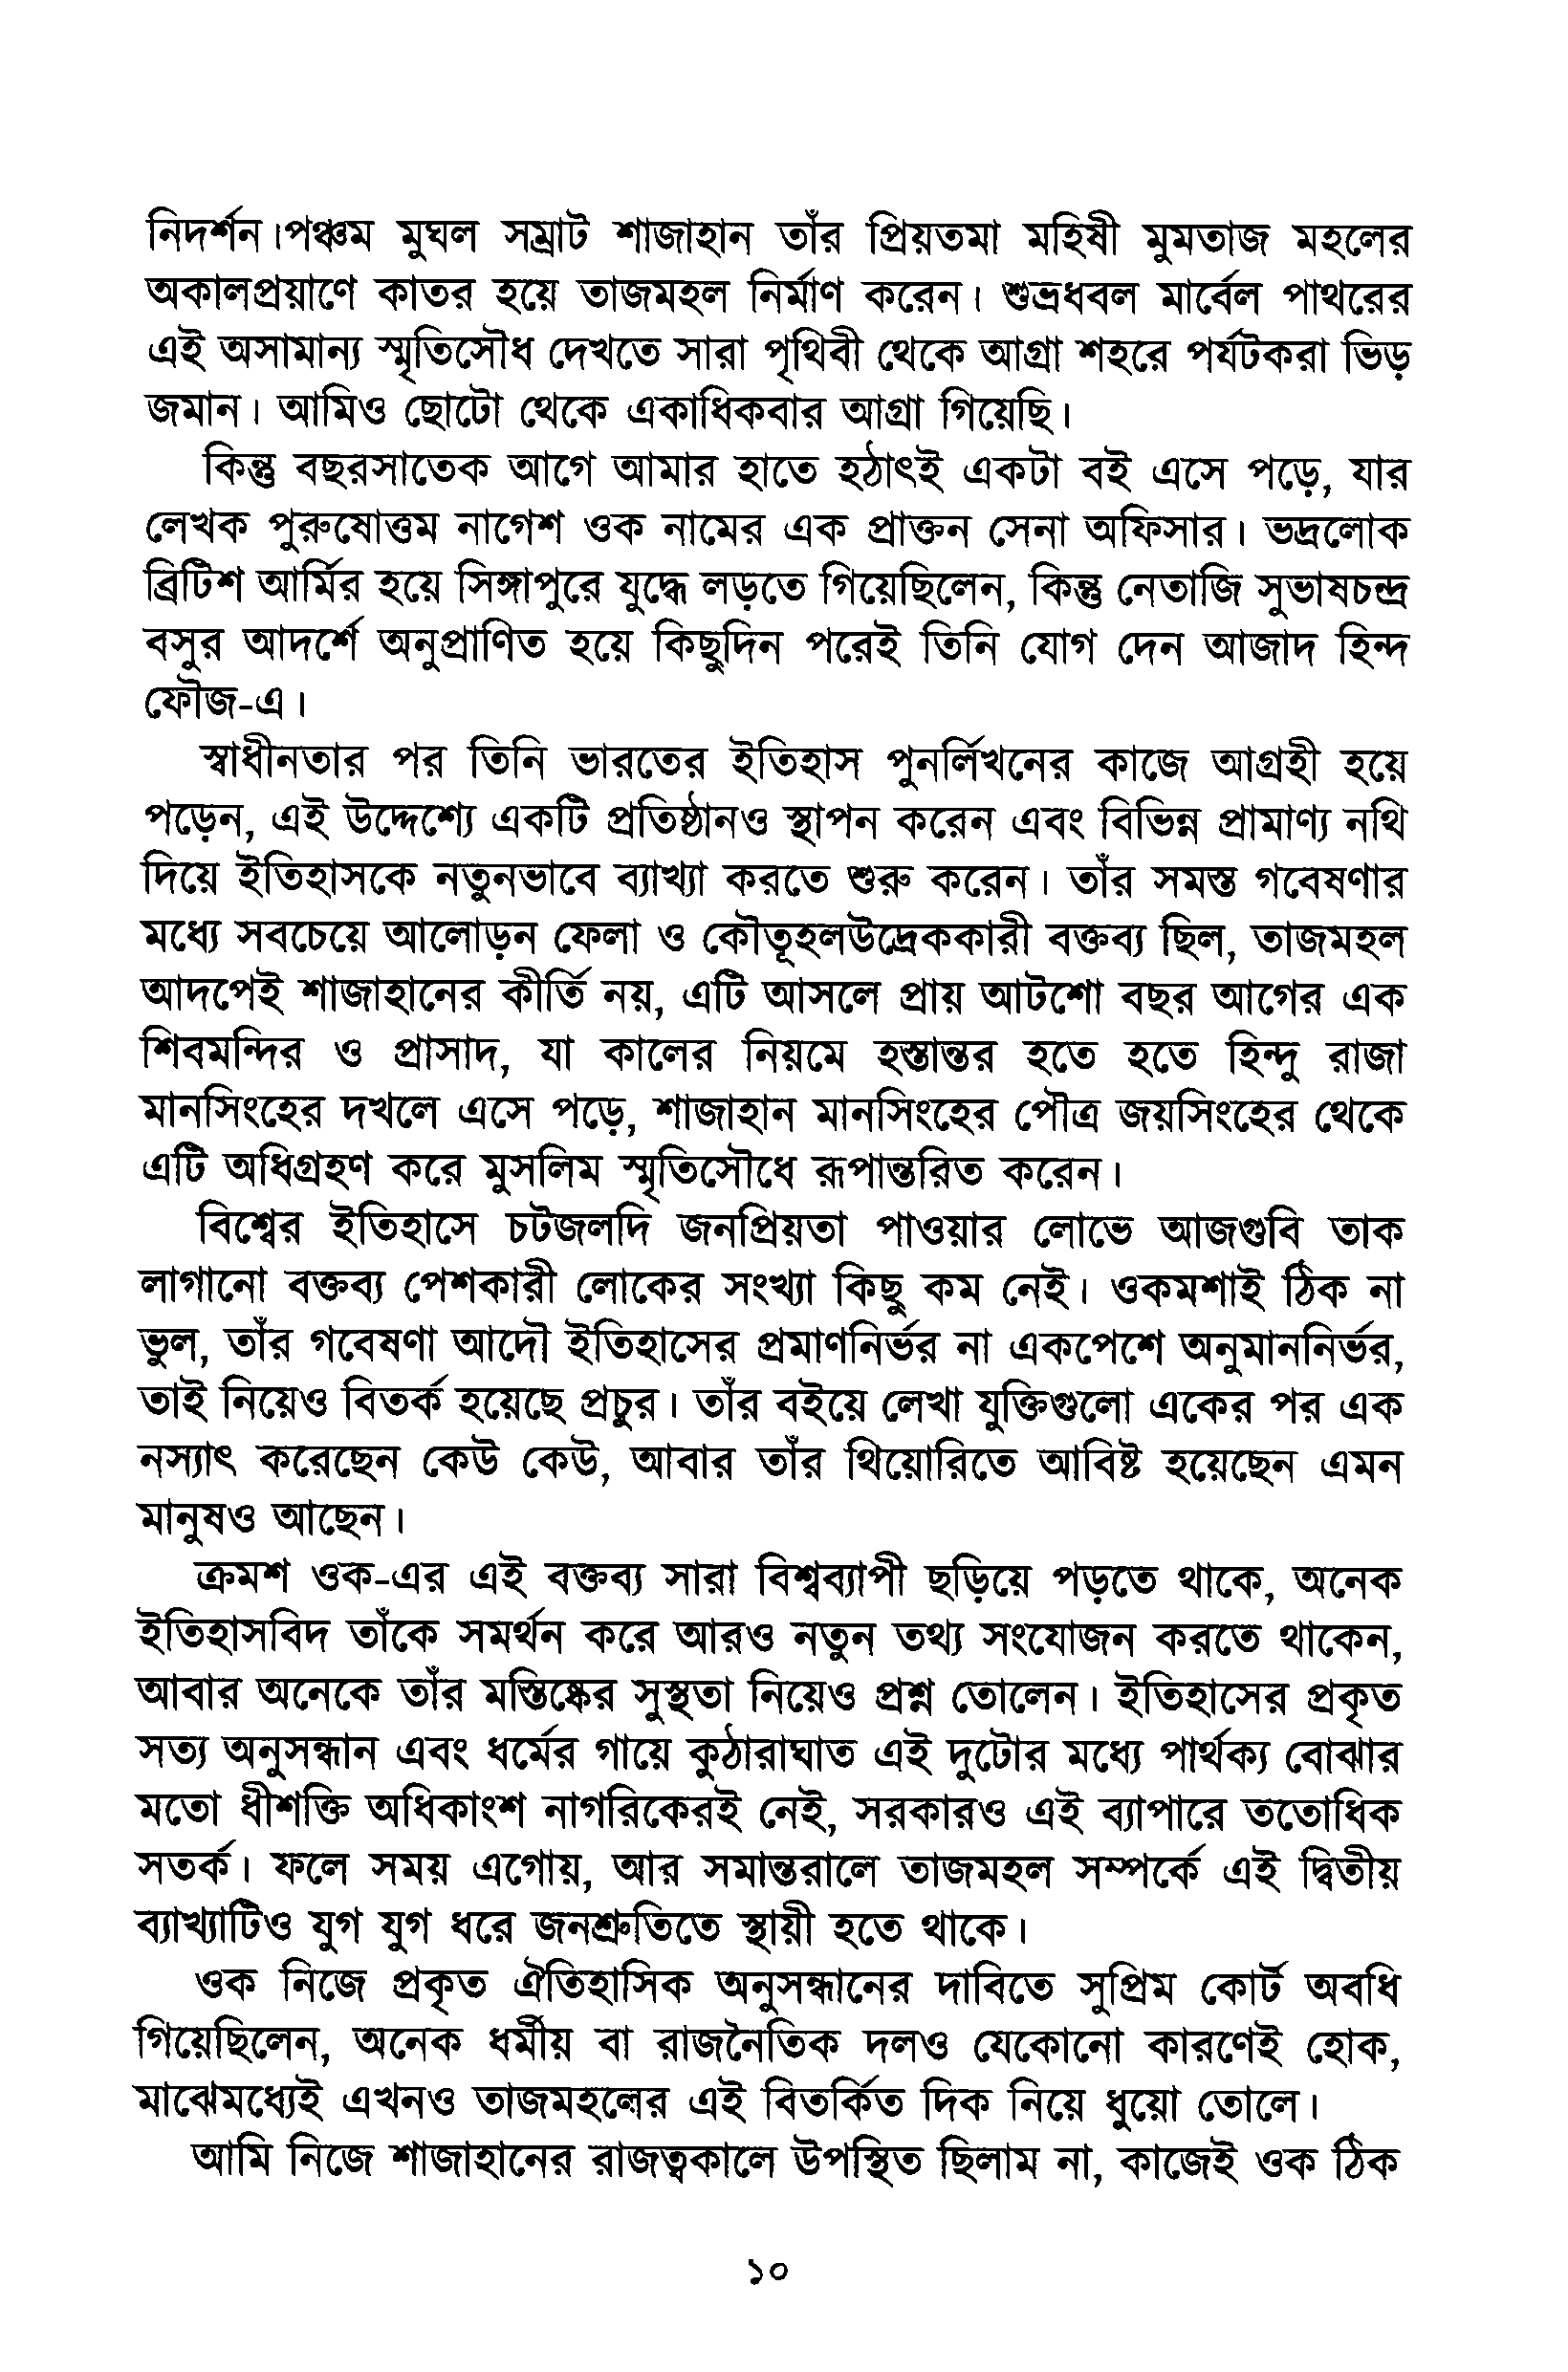 নিদর্শন।পঞ্চম মুঘল সম্রাট শাজাহান তাঁর প্রিয়তমা মহিষী মুমতাজ মহলের
অকালপ্রয়াণে কাতর হয়ে তাজমহল নির্মাণ করেন। শুভ্রধবল মার্বেল পাথরের
এই অসামান্য স্মৃতিসৌধ দেখতে সারা পৃথিবী থেকে আগ্রা শহরে পর্যটকরা ভিড়
জমান। আমিও ছোটো থেকে একাধিকবার আগ্রা গিয়েছি।
কিন্তু বছরসাতেক আগে আমার হাতে হঠাৎই একটা বই এসে পড়ে, যার
লেখক পুরুষোত্তম নাগেশ ওক নামের এক প্রাক্তন সেনা অফিসার। ভদ্রলোক
ব্রিটিশ আর্মির হয়ে সিঙ্গাপুরে যুদ্ধে লড়তে গিয়েছিলেন, কিন্তু নেতাজি সুভাষচন্দ্র
বসুর আদর্শে অনুপ্রাণিত হয়ে কিছুদিন পরেই তিনি যোগ দেন আজাদ হিন্দ
ফৌজ-এ।
স্বাধীনতার পর তিনি ভারতের ইতিহাস পুনর্লিখনের কাজে আগ্রহী হয়ে
পড়েন, এই উদ্দেশ্যে একটি প্রতিষ্ঠানও স্থাপন করেন এবং বিভিন্ন প্রামাণ্য নথি
দিয়ে ইতিহাসকে নতুনভাবে ব্যাখ্যা করতে শুরু করেন। তাঁর সমস্ত গবেষণার
মধ্যে সবচেয়ে আলোড়ন ফেলা ও কৌতূহলউদ্রেককারী বক্তব্য ছিল, তাজমহল
আদপেই শাজাহানের কীর্তি নয়, এটি আসলে প্রায় আটশো বছর আগের এক
শিবমন্দির ও প্রাসাদ, যা কালের নিয়মে হস্তান্তর হতে হতে হিন্দু রাজা
মানসিংহের দখলে এসে পড়ে, শাজাহান মানসিংহের পৌত্র জয়সিংহের থেকে
এটি অধিগ্রহণ করে মুসলিম স্মৃতিসৌধে রূপান্তরিত করেন।
বিশ্বের ইতিহাসে চটজলদি জনপ্রিয়তা পাওয়ার লোভে আজগুবি তাক
লাগানো বক্তব্য পেশকারী লোকের সংখ্যা কিছু কম নেই। ওকমশাই ঠিক না
ভুল, তাঁর গবেষণা আদৌ ইতিহাসের প্রমাণনির্ভর না একপেশে অনুমাননির্ভর,
তাই নিয়েও বিতর্ক হয়েছে প্রচুর। তাঁর বইয়ে লেখা যুক্তিগুলো একের পর এক
নস্যাৎ করেছেন কেউ কেউ, আবার তাঁর থিয়োরিতে আবিষ্ট হয়েছেন এমন
মানুষও আছেন।
ক্রমশ ওক-এর এই বক্তব্য সারা বিশ্বব্যাপী ছড়িয়ে পড়তে থাকে, অনেক
ইতিহাসবিদ তাঁকে সমর্থন করে আরও নতুন তথ্য সংযোজন করতে থাকেন,
আবার অনেকে তাঁর মস্তিষ্কের সুস্থতা নিয়েও প্রশ্ন তোলেন। ইতিহাসের প্রকৃত
সত্য অনুসন্ধান এবং ধর্মের গায়ে কুঠারাঘাত এই দুটোর মধ্যে পার্থক্য বোঝার
মতো ধীশক্তি অধিকাংশ নাগরিকেরই নেই, সরকারও এই ব্যাপারে ততোধিক
সতর্ক। ফলে সময় এগোয়, আর সমান্তরালে তাজমহল সম্পর্কে এই দ্বিতীয়
ব্যাখ্যাটিও যুগ যুগ ধরে জনশ্রুতিতে স্থায়ী হতে থাকে।
ওক নিজে প্রকৃত ঐতিহাসিক অনুসন্ধানের দাবিতে সুপ্রিম কোর্ট অবধি
গিয়েছিলেন, অনেক ধর্মীয় বা রাজনৈতিক দলও যেকোনো কারণেই হোক,
মাঝেমধ্যেই এখনও তাজমহলের এই বিতর্কিত দিক নিয়ে ধুয়ো তোলে।
আমি নিজে শাজাহানের রাজত্বকালে উপস্থিত ছিলাম না, কাজেই ওক ঠিক
১০